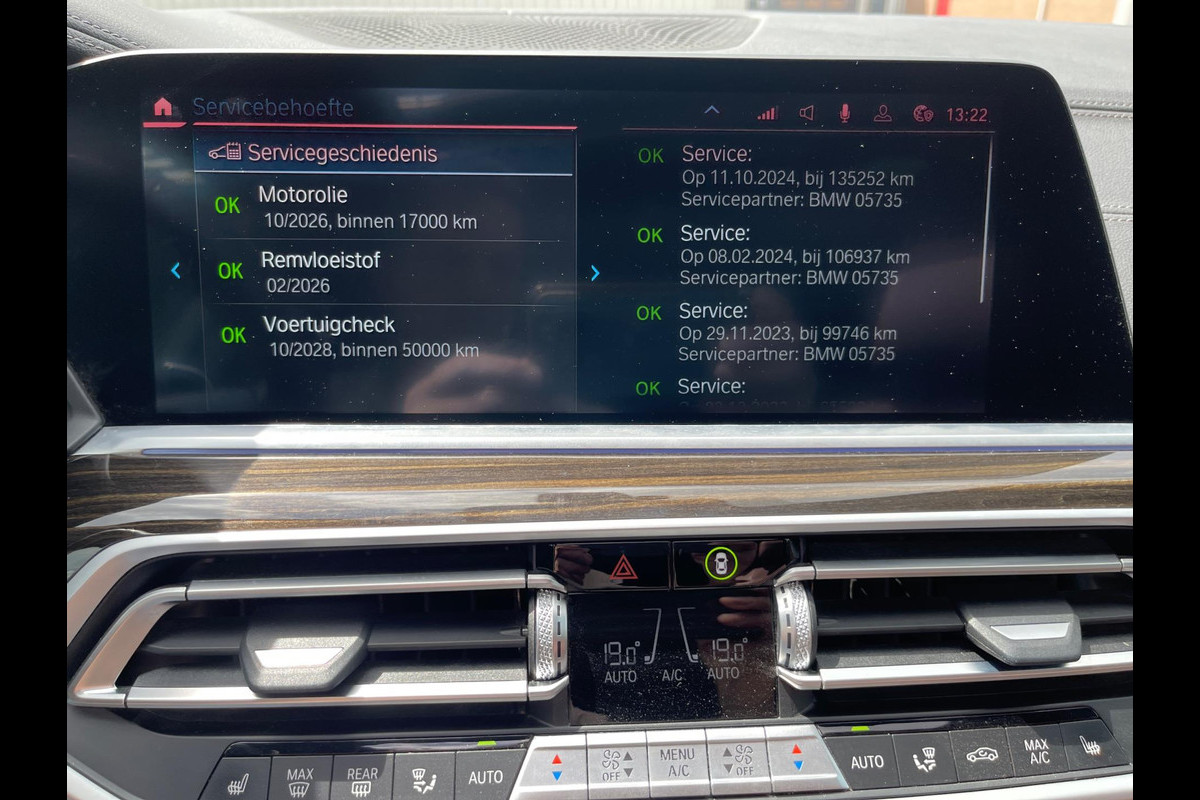 Servicebehoefte
13:22
Servicegeschiedenis
OK Motorolie
10/2026, binnen 17000 km
OK Remvloeistof
02/2026
OK Voertuigcheck
10/2028, binnen 50000 km
OK Service:
Op 11.10.2024, bij 135252 km
Servicepartner: BMW 05735
OK Service:
Op 08.02.2024, bij 106937 km
Servicepartner: BMW 05735
OK Service:
Op 29.11.2023, bij 99746 km
Servicepartner: BMW 05735
OK Service:
19.0° 19.0°
AUTO A/C AUTO
MAX
REAR
AUTO
OFF
MENU
A/C
OFF
AUTO
MAX
A/C